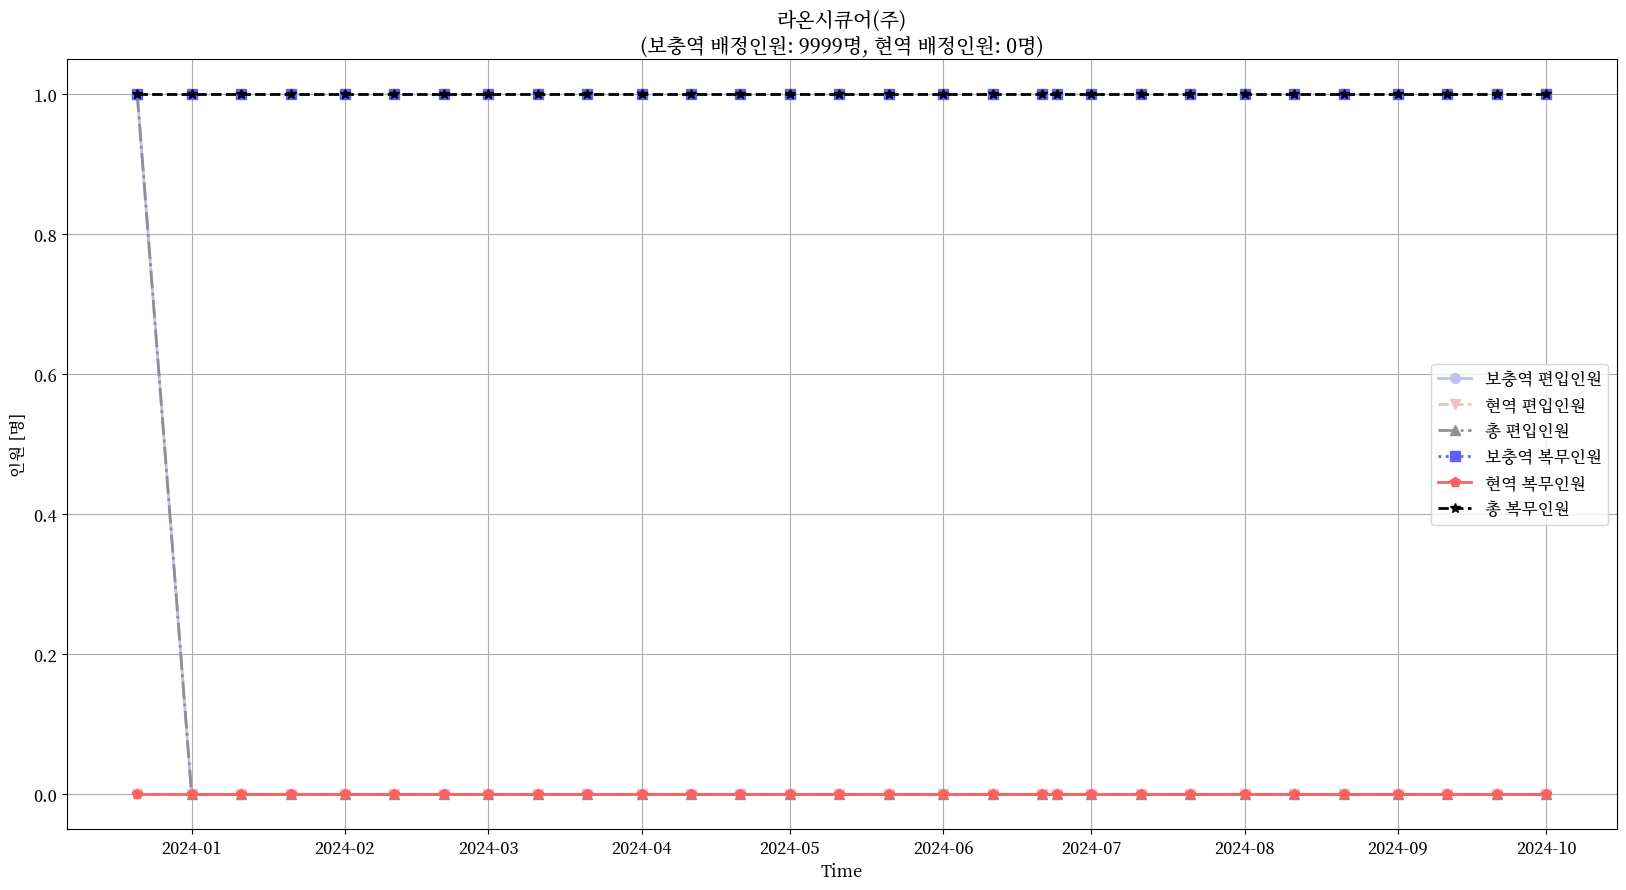 라온시큐어(주)
(보충역 배정인원: 9999명, 현역 배정인원: 0명)
1.0
0.8
0.6
0.4
0.2
0.0
인원 [명]
보충역 편입인원
현역 편입인원
총 편입인원
보충역 복무인원
현역 복무인원
총 복무인원
2024-01 2024-02 2024-03 2024-04 2024-05 2024-06 2024-07 2024-08 2024-09 2024-10
Time